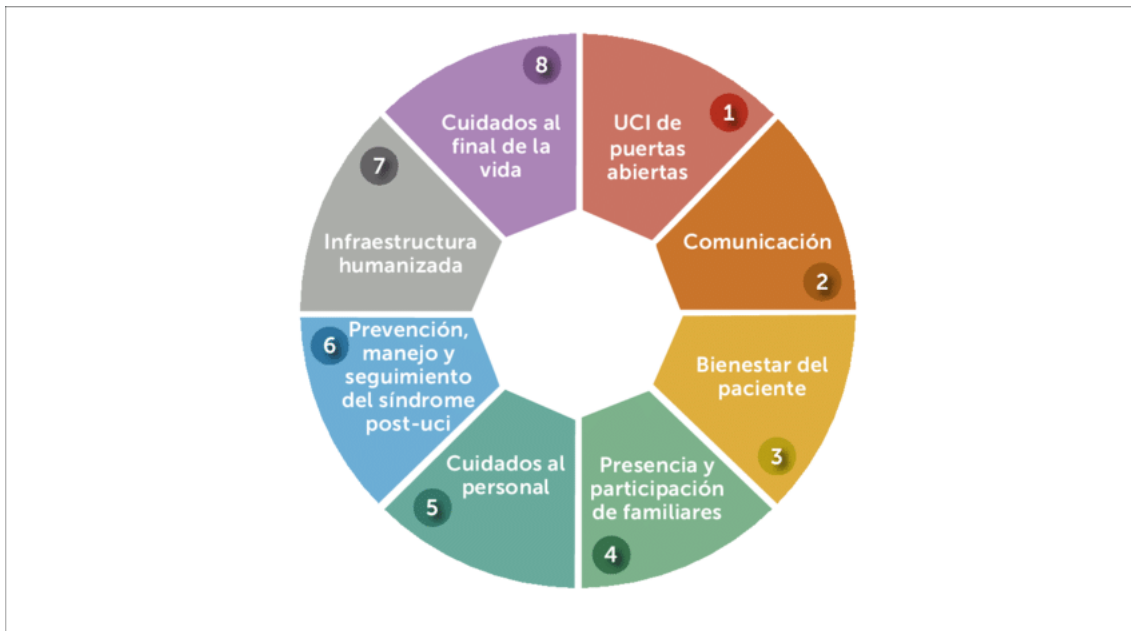 1
UCI de
puertas
abiertas
Comunicación
2
Bienestar del
paciente
3
Presencia y
participación
de familiares
4
Cuidados al
personal
5
6
Prevención,
manejo y
seguimiento
del síndrome
post-uci
7
Infraestructura
humanizada
8
Cuidados al
final de la
vida